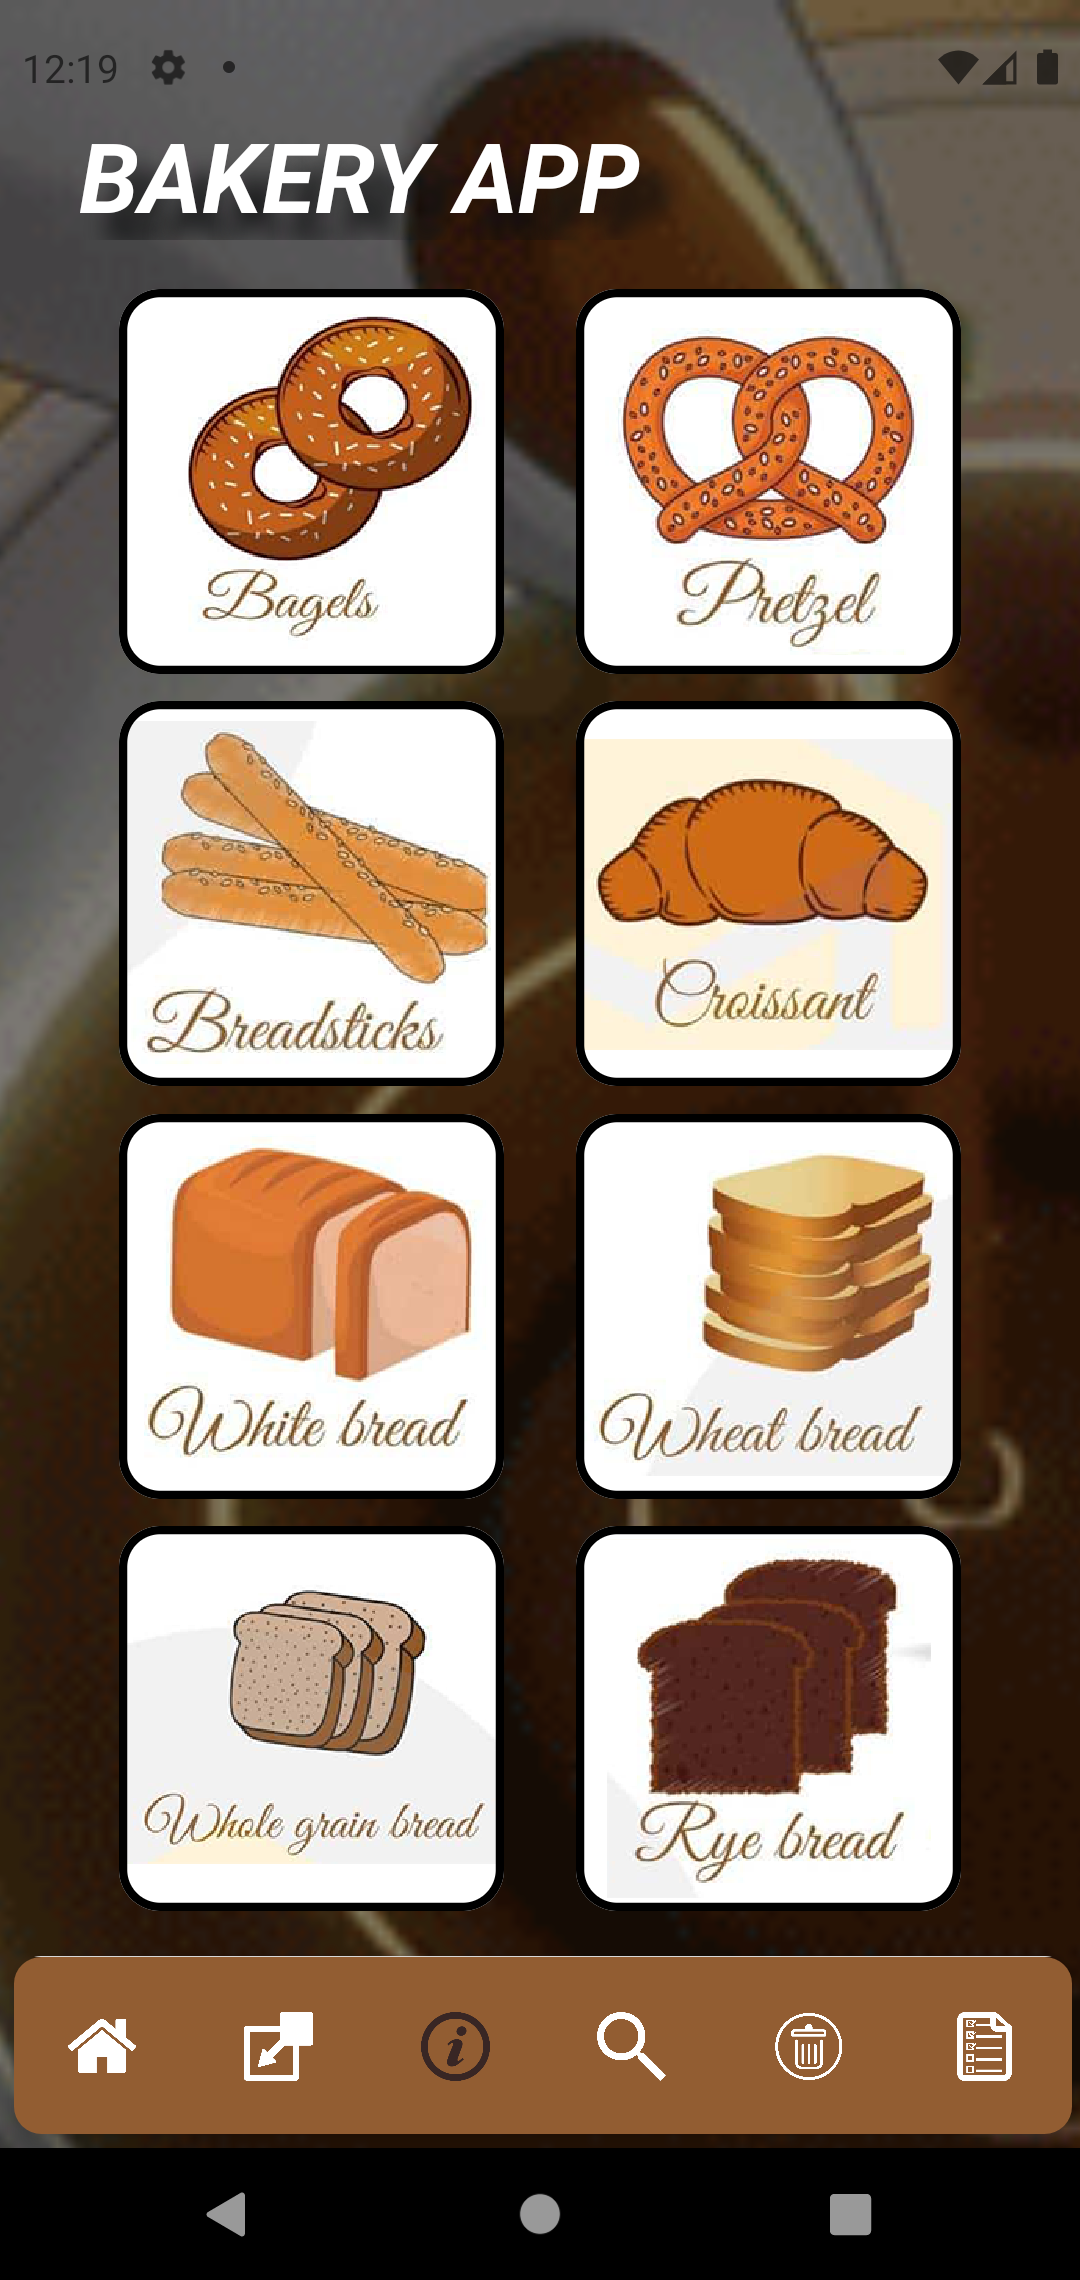 12:19
BAKERY APP
Bagels
Pretzel
Breadsticks
Croissant
White bread
Wheat bread
Whole grain bread
Rye bread